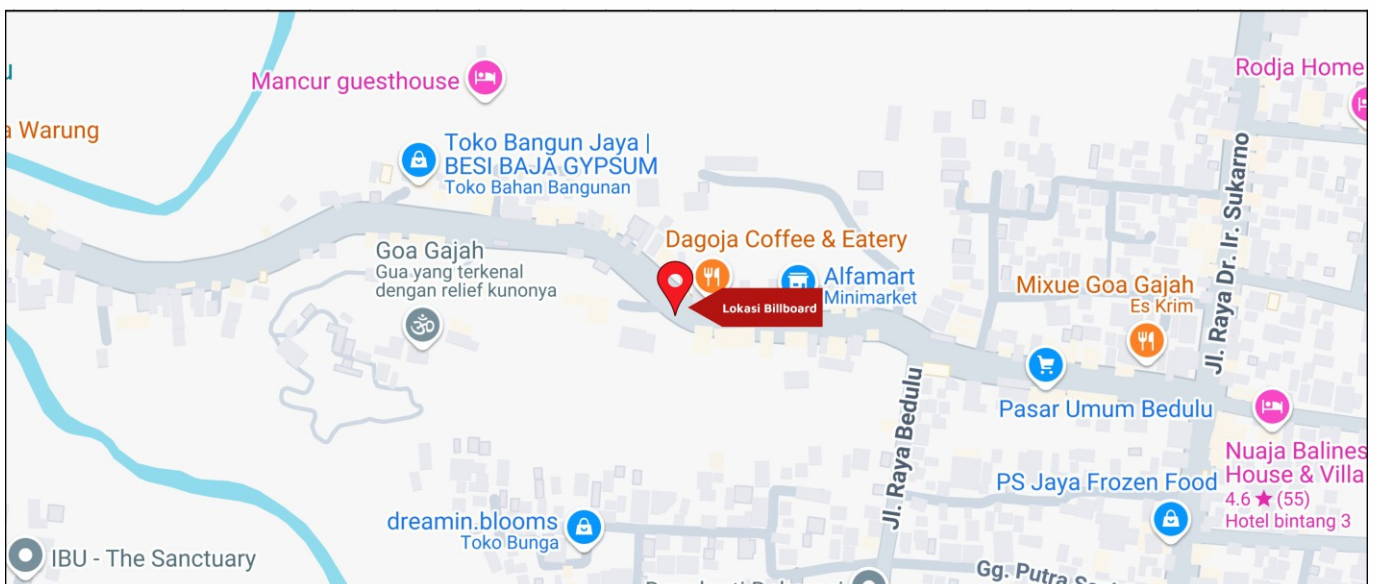 Mancur guesthouse
Rodja Home
Warung
Toko Bangun Jaya |
BESI BAJA GYPSUM
Toko Bahan Bangunan
Jl. Raya Dr. Ir. Sukarno
Goa Gajah
Gua yang terkenal
dengan relief kunonya
Dagoja Coffee & Eatery
Alfamart
Minimarket
Lokasi Billboard
Mixue Goa Gajah
Es Krim
Jl. Raya Bedulu
Pasar Umum Bedulu
Nuaja Balines
House & Villa
4.6 ★ (55)
Hotel bintang 3
PS Jaya Frozen Food
dreamin.blooms
Toko Bunga
IBU - The Sanctuary
Gg. Putra